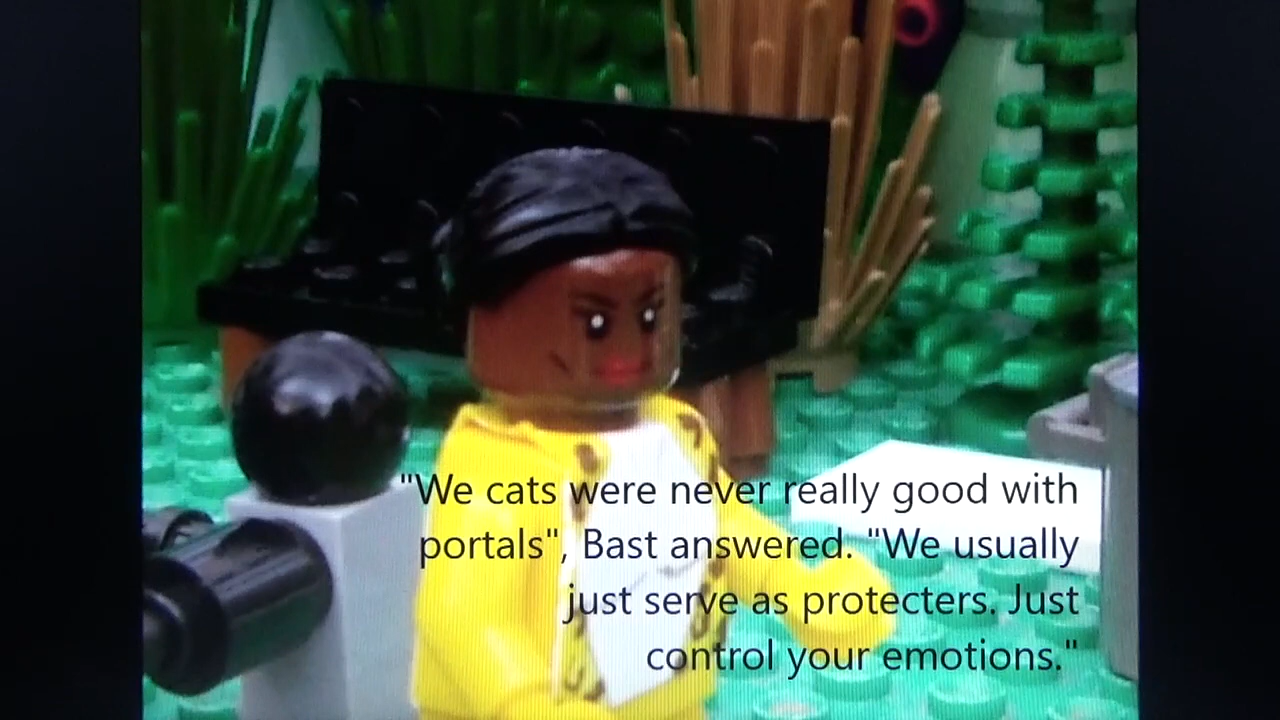 "We cats were never really good with
portals", Bast answered. "We usually
just serve as protecters. Just
control your emotions."